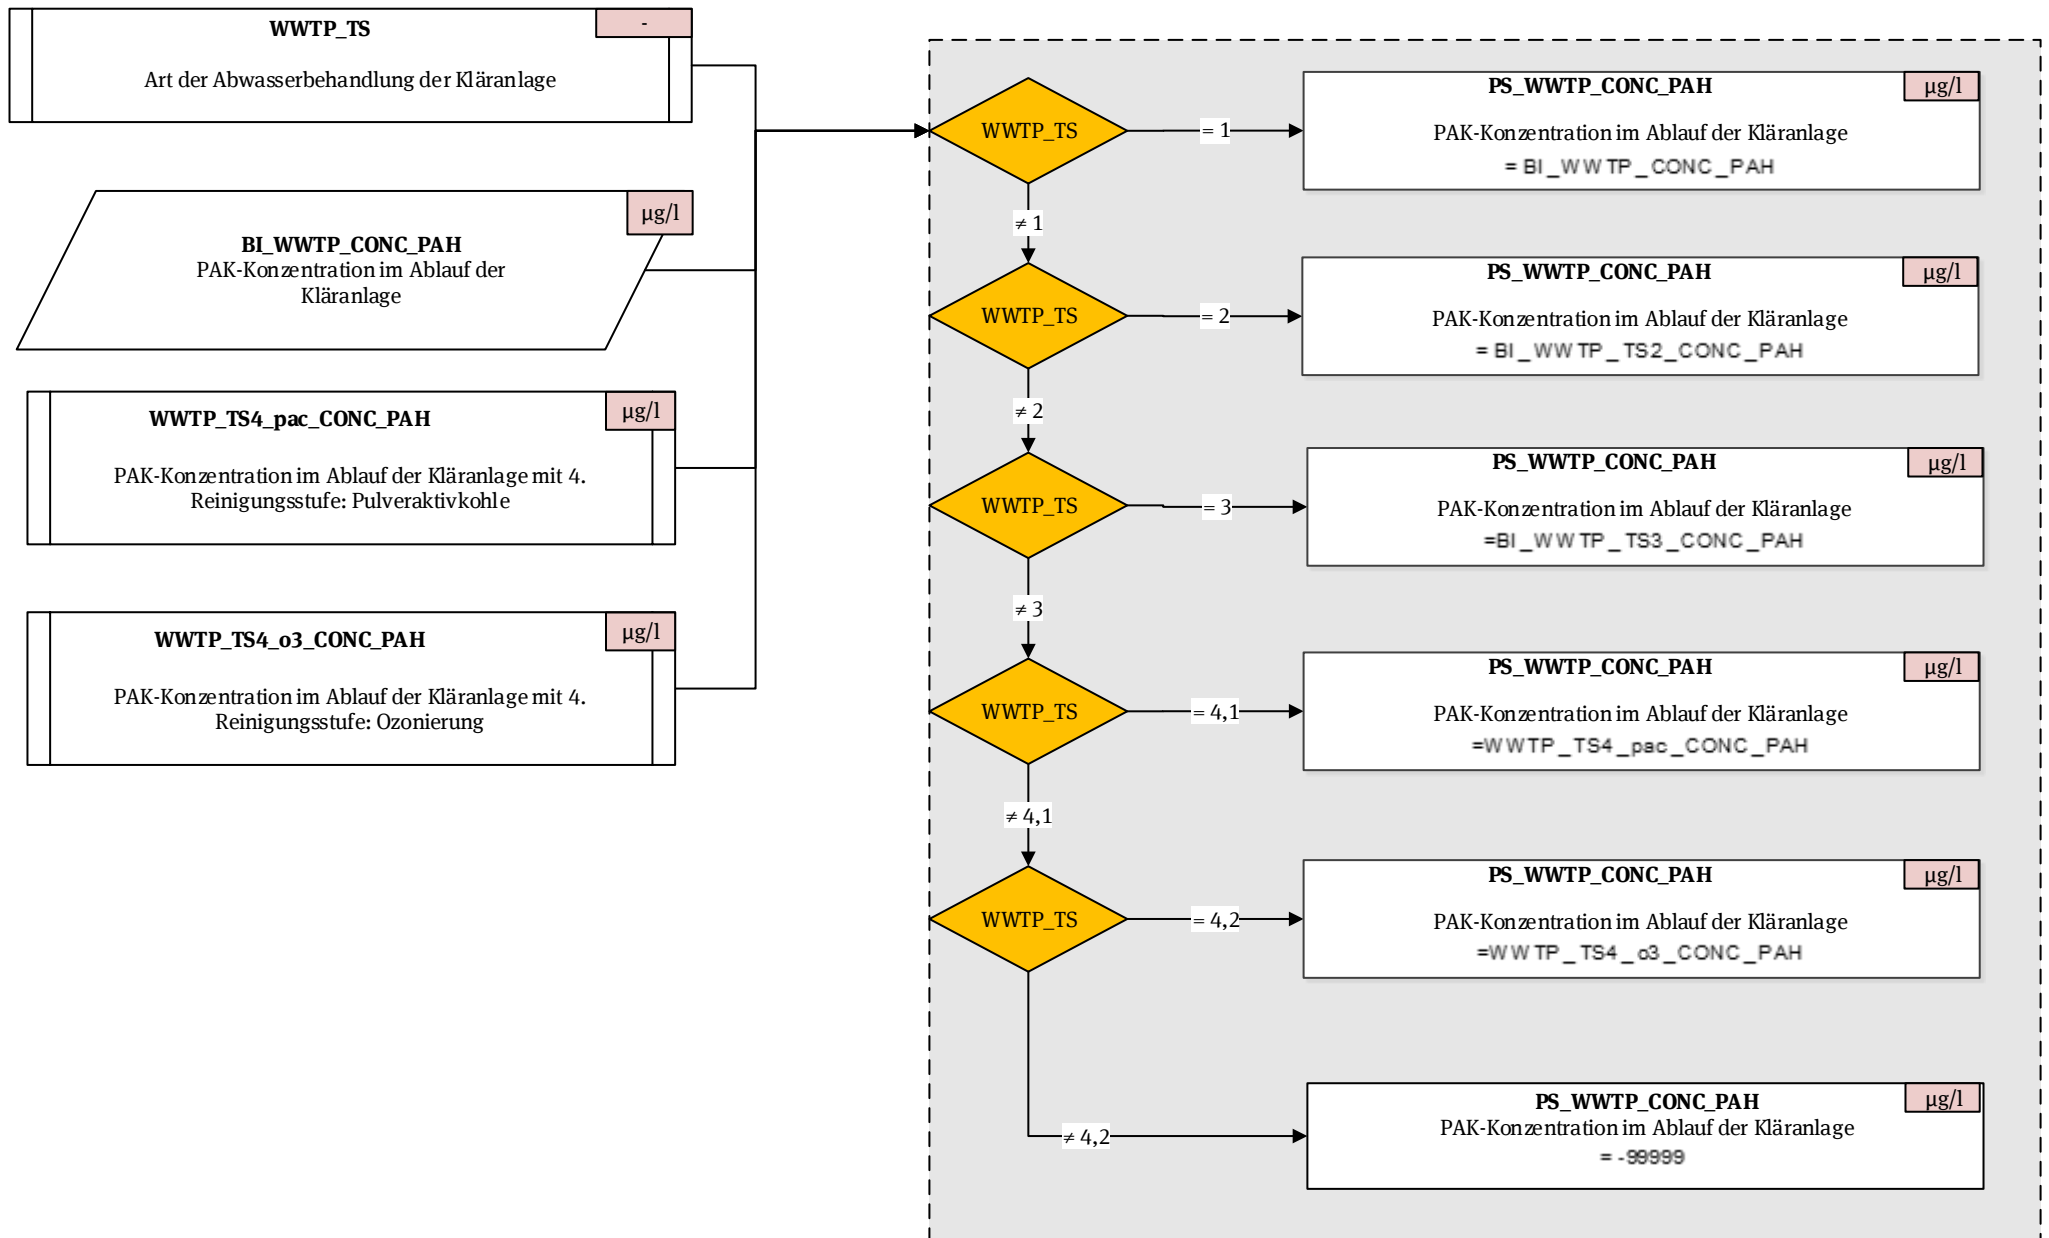 WWTP_TS
-
Art der Abwasserbehandlung der Kläranlage
µg/l
BI_WWTP_CONC_PAH
PAK-Konzentration im Ablauf der
Kläranlage
WWTP_TS4_pac_CONC_PAH
µg/l
PAK-Konzentration im Ablauf der Kläranlage mit 4.
Reinigungsstufe: Pulveraktivkohle
WWTP_TS4_o3_CONC_PAH
µg/l
PAK-Konzentration im Ablauf der Kläranlage mit 4.
Reinigungsstufe: Ozonierung
WWTP_TS
= 1
PS_WWTP_CONC_PAH
µg/l
PAK-Konzentration im Ablauf der Kläranlage
= BI_WWTP_CONC_PAH
≠ 1
WWTP_TS
= 2
PS_WWTP_CONC_PAH
µg/l
PAK-Konzentration im Ablauf der Kläranlage
= BI_WWTP_TS2_CONC_PAH
≠ 2
WWTP_TS
= 3
PS_WWTP_CONC_PAH
µg/l
PAK-Konzentration im Ablauf der Kläranlage
=BI_WWTP_TS3_CONC_PAH
≠ 3
WWTP_TS
= 4,1
PS_WWTP_CONC_PAH
µg/l
PAK-Konzentration im Ablauf der Kläranlage
=WWTP_TS4_pac_CONC_PAH
≠ 4,1
WWTP_TS
= 4,2
PS_WWTP_CONC_PAH
µg/l
PAK-Konzentration im Ablauf der Kläranlage
=WWTP_TS4_o3_CONC_PAH
≠ 4,2
PS_WWTP_CONC_PAH
µg/l
PAK-Konzentration im Ablauf der Kläranlage
= -99999